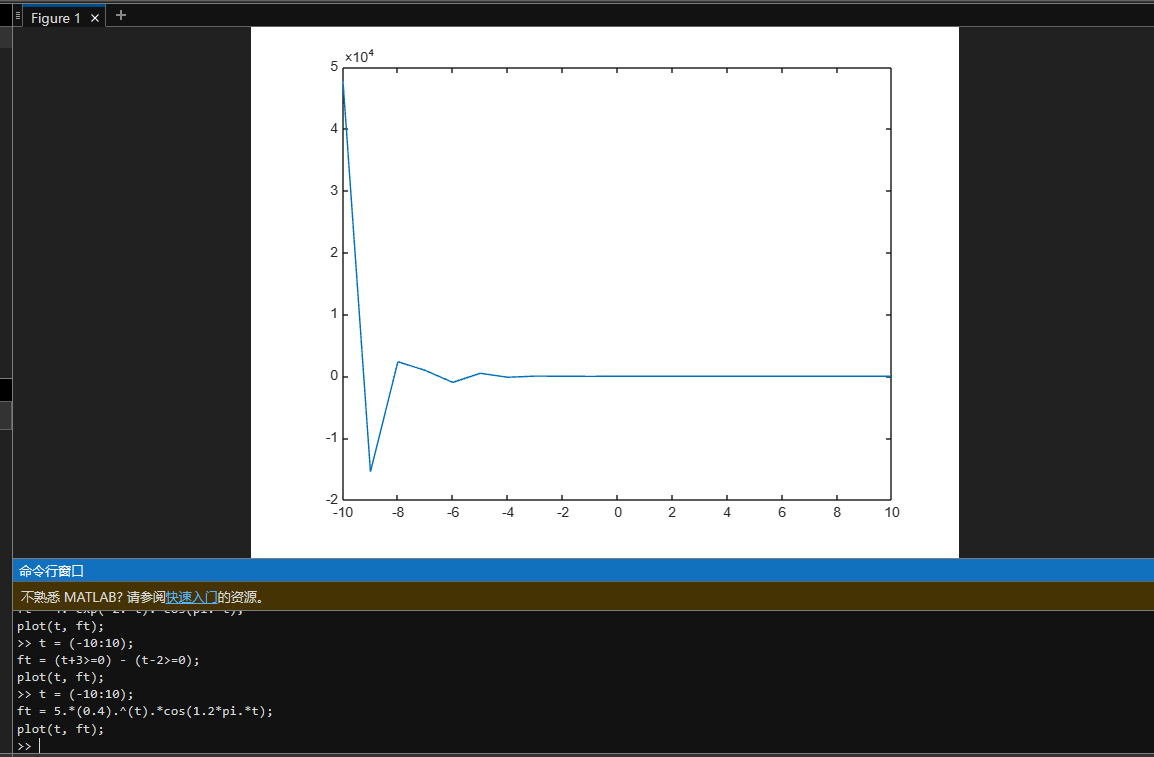 Figure 1 × +
×10⁴
5
4
3
2
1
0
-1
-2
-10 -8 -6 -4 -2 0 2 4 6 8 10
命令行窗口
不熟悉 MATLAB? 请参阅快速入门的资源。
plot(t, ft);
>> t = (-10:10);
ft = (t+3>=0) - (t-2>=0);
plot(t, ft);
>> t = (-10:10);
ft = 5.*(0.4).^(t).*cos(1.2*pi.*t);
plot(t, ft);
>>